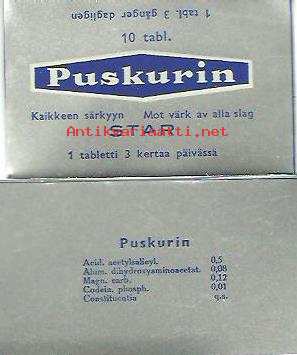 1 tabl. 3 gånger dagligen
10 tabl.
Puskurin
Kaikkeen särkyyn Mot värk av alla slag
Antikvariaatti.net
STAR
1 tabletti 3 kertaa päivässä
Puskurin
Acid. acetylsalicyl. 0,5
Alum. dihydroxyaminoacetat. 0,08
Magn. carb. 0,12
Codein. phosph. 0,01
Constitucntia q.s.